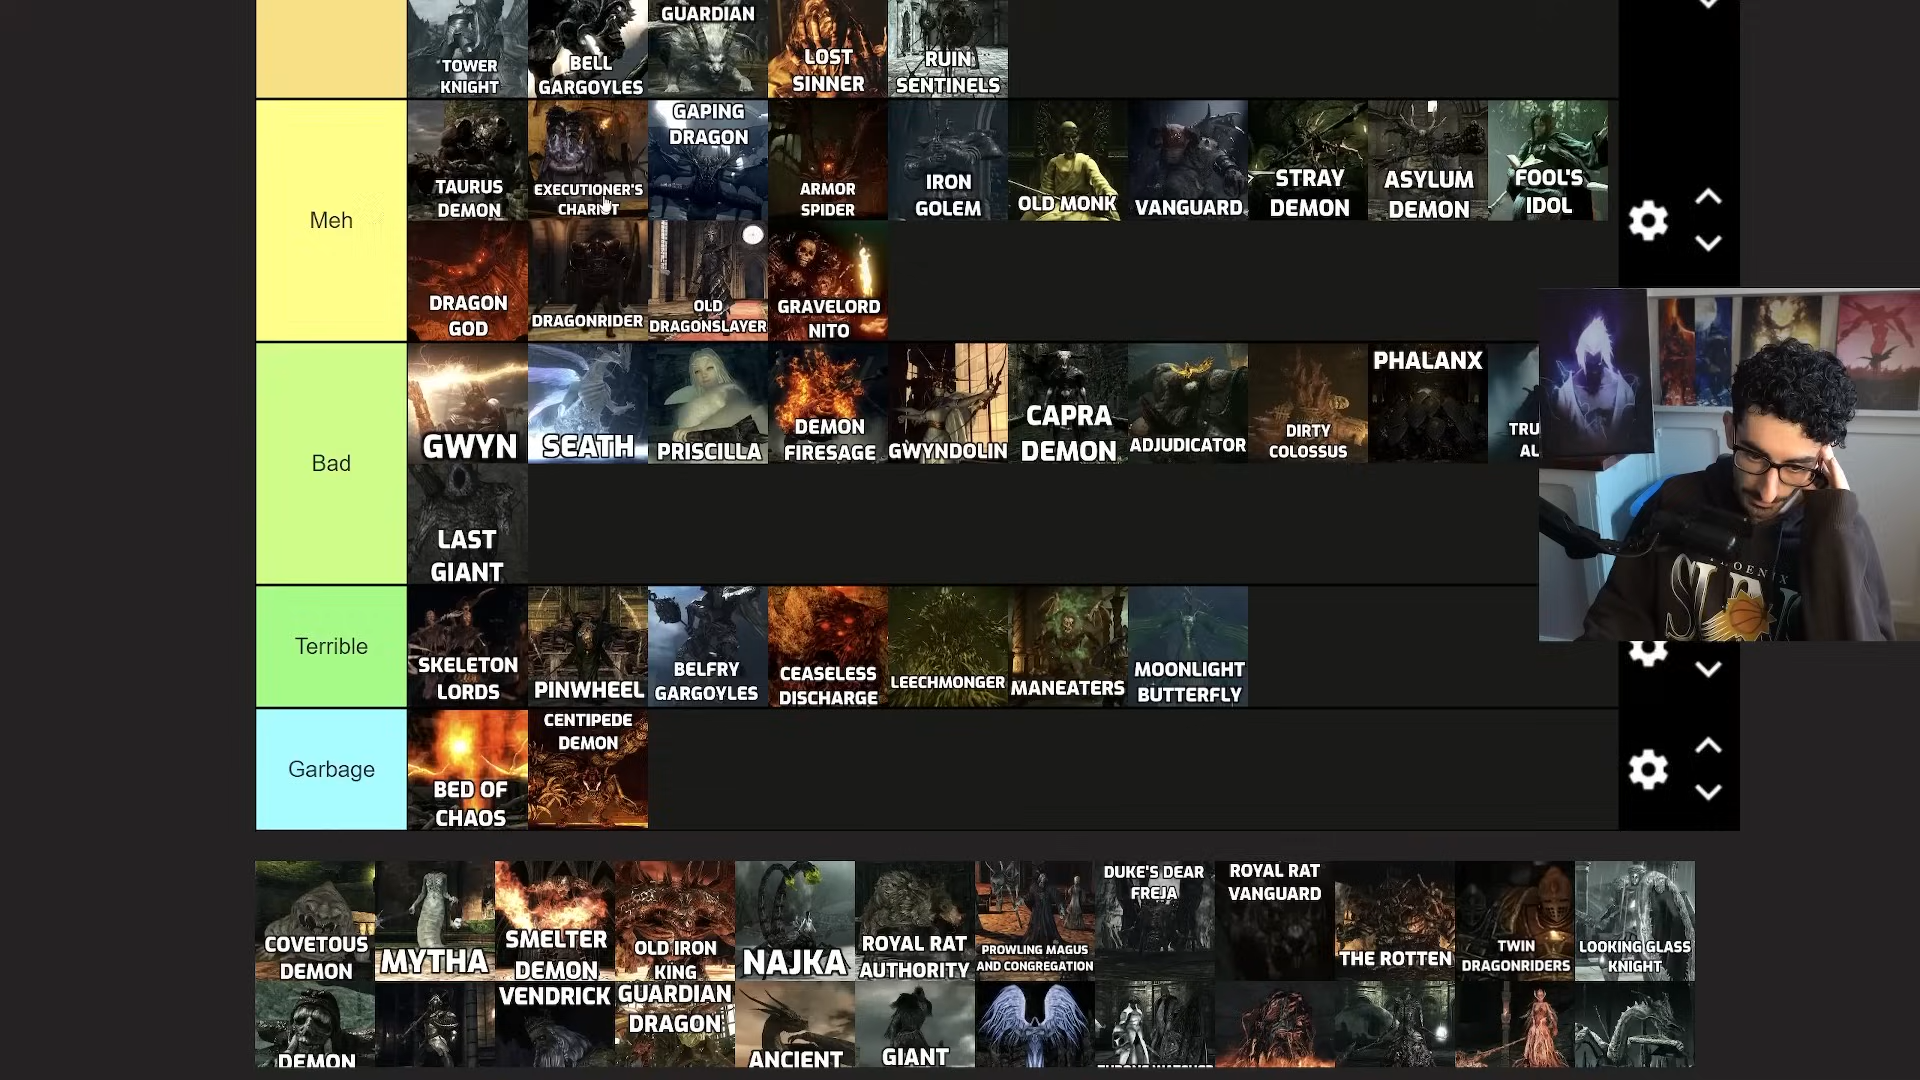 TOWER
KNIGHT
BELL
GARGOYLES
GUARDIAN
LOST
SINNER
RUIN
SENTINELS
Meh
TAURUS
DEMON
EXECUTIONER'S
CHARIOT
GAPING
DRAGON
ARMOR
SPIDER
IRON
GOLEM
OLD MONK
VANGUARD
STRAY
DEMON
ASYLUM
DEMON
FOOL'S
IDOL
DRAGON
GOD
DRAGONRIDER
OLD
DRAGONSLAYER
GRAVELORD
NITO
Bad
GWYN
SEATH
PRISCILLA
DEMON
FIRESAGE
GWYNDOLIN
CAPRA
DEMON
ADJUDICATOR
DIRTY
COLOSSUS
PHALANX
TRU
AL
LAST
GIANT
Terrible
SKELETON
LORDS
PINWHEEL
BELFRY
GARGOYLES
CEASELESS
DISCHARGE
LEECHMONGER
MANEATERS
MOONLIGHT
BUTTERFLY
Garbage
BED OF
CHAOS
CENTIPEDE
DEMON
COVETOUS
DEMON
MYTHA
SMELTER
DEMON
OLD IRON
KING
NAJKA
ROYAL RAT
AUTHORITY
PROWLING MAGUS
AND CONGREGATION
DUKE'S DEAR
FREJA
ROYAL RAT
VANGUARD
THE ROTTEN
TWIN
DRAGONRIDERS
LOOKING GLASS
KNIGHT
DEMON
VENDRICK
GUARDIAN
DRAGON
ANCIENT
GIANT